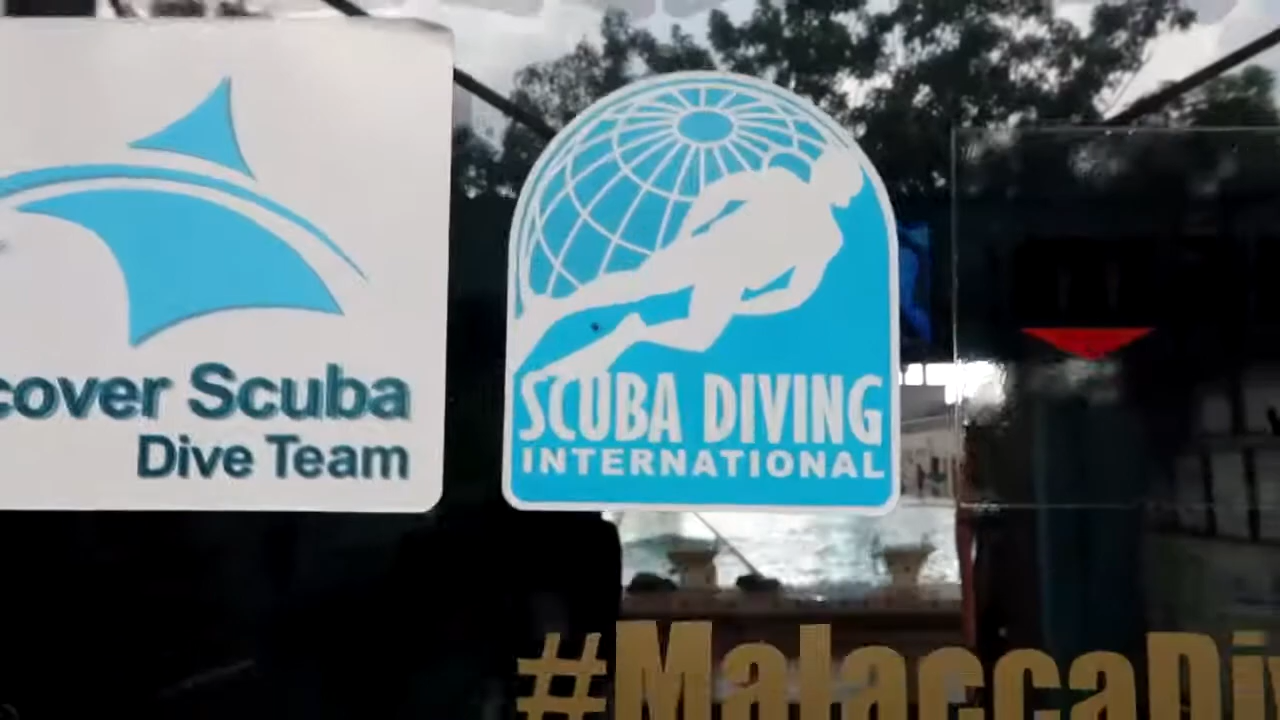 cover Scuba
Dive Team
SCUBA DIVING
INTERNATIONAL
#MalaccaDiv